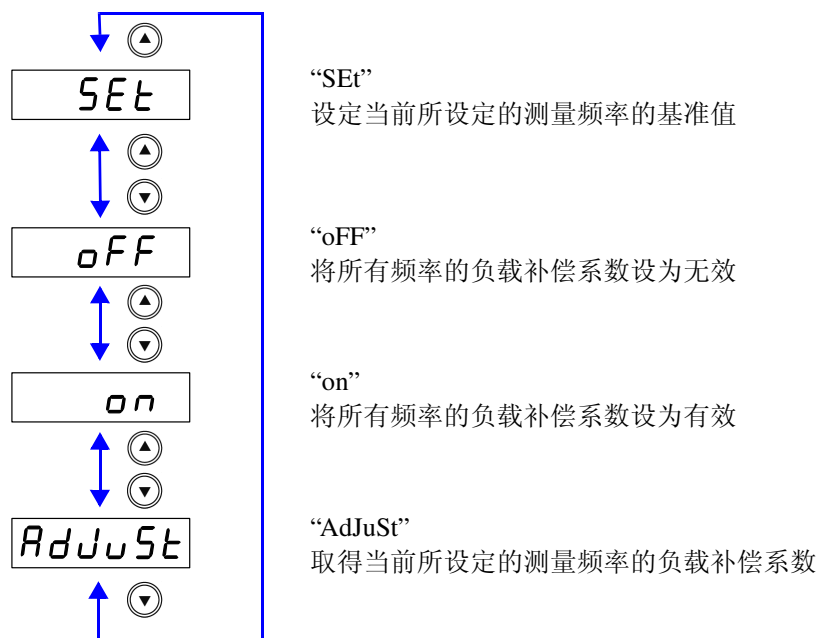 SEt
“SEt”
设定当前所设定的测量频率的基准值
oFF
“oFF”
将所有频率的负载补偿系数设为无效
on
“on”
将所有频率的负载补偿系数设为有效
AdJuSt
“AdJuSt”
取得当前所设定的测量频率的负载补偿系数